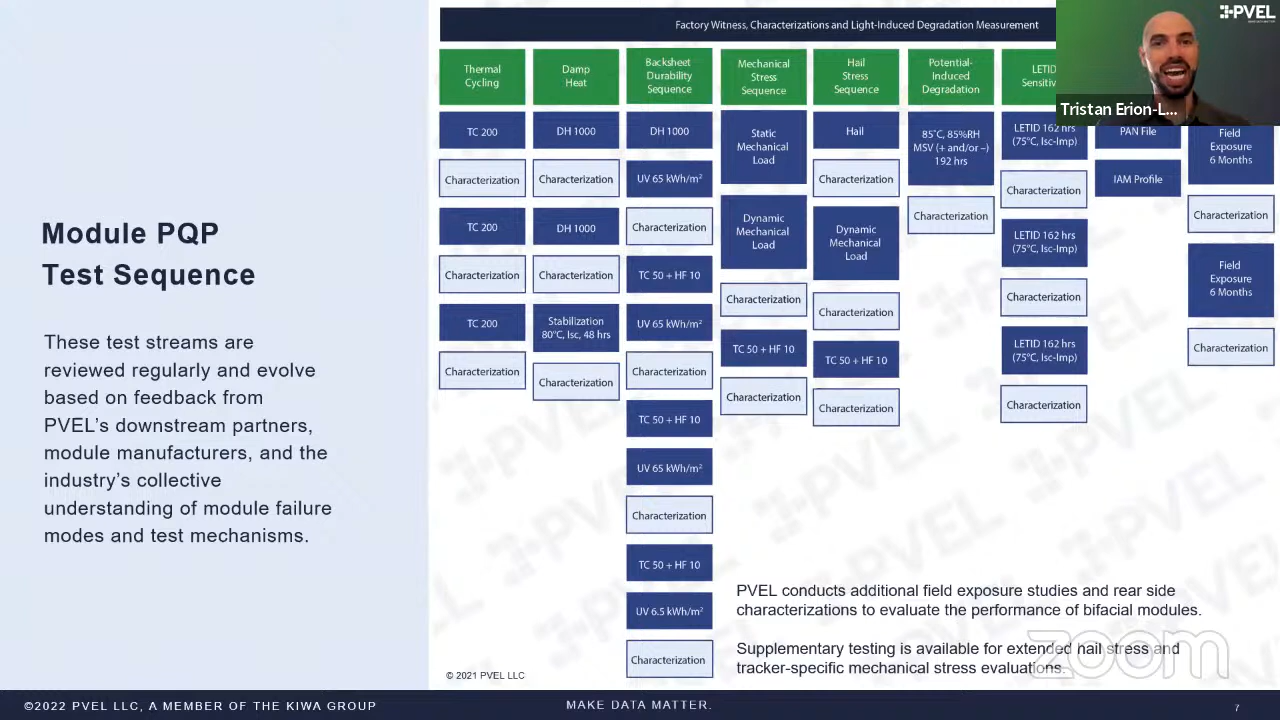 Factory Witness, Characterizations and Light-Induced Degradation Measurement
PVEL
Tristan Erion-L...
Module PQP
Test Sequence
These test streams are
reviewed regularly and evolve
based on feedback from
PVEL's downstream partners,
module manufacturers, and the
industry's collective
understanding of module failure
modes and test mechanisms.
Thermal
Cycling
TC 200
Characterization
TC 200
Characterization
TC 200
Characterization
Damp
Heat
DH 1000
Characterization
DH 1000
Characterization
Stabilization
80°C, Isc, 48 hrs
Characterization
Backsheet
Durability
Sequence
DH 1000
UV 65 kWh/m²
Characterization
TC 50 + HF 10
UV 65 kWh/m²
Characterization
TC 50 + HF 10
UV 65 kWh/m²
Characterization
TC 50 + HF 10
UV 6.5 kWh/m²
Characterization
Mechanical
Stress
Sequence
Static
Mechanical
Load
Dynamic
Mechanical
Load
Characterization
TC 50 + HF 10
Characterization
Hail
Stress
Sequence
Hail
Characterization
Dynamic
Mechanical
Load
Characterization
TC 50 + HF 10
Characterization
Potential-
Induced
Degradation
85°C, 85%RH
MSV (+ and/or –)
192 hrs
Characterization
LETID
LETID 162 hrs
(75°C, Isc-Imp)
Characterization
LETID 162 hrs
(75°C, Isc-Imp)
Characterization
LETID 162 hrs
(75°C, Isc-Imp)
Characterization
PAN File
IAM Profile
Field
Exposure
6 Months
Characterization
Field
Exposure
6 Months
Characterization
PVEL conducts additional field exposure studies and rear side
characterizations to evaluate the performance of bifacial modules.
Supplementary testing is available for extended hail stress and
tracker-specific mechanical stress evaluations.
zoom
© 2021 PVEL LLC
©2022 PVEL LLC, A MEMBER OF THE KIWA GROUP
MAKE DATA MATTER.
7